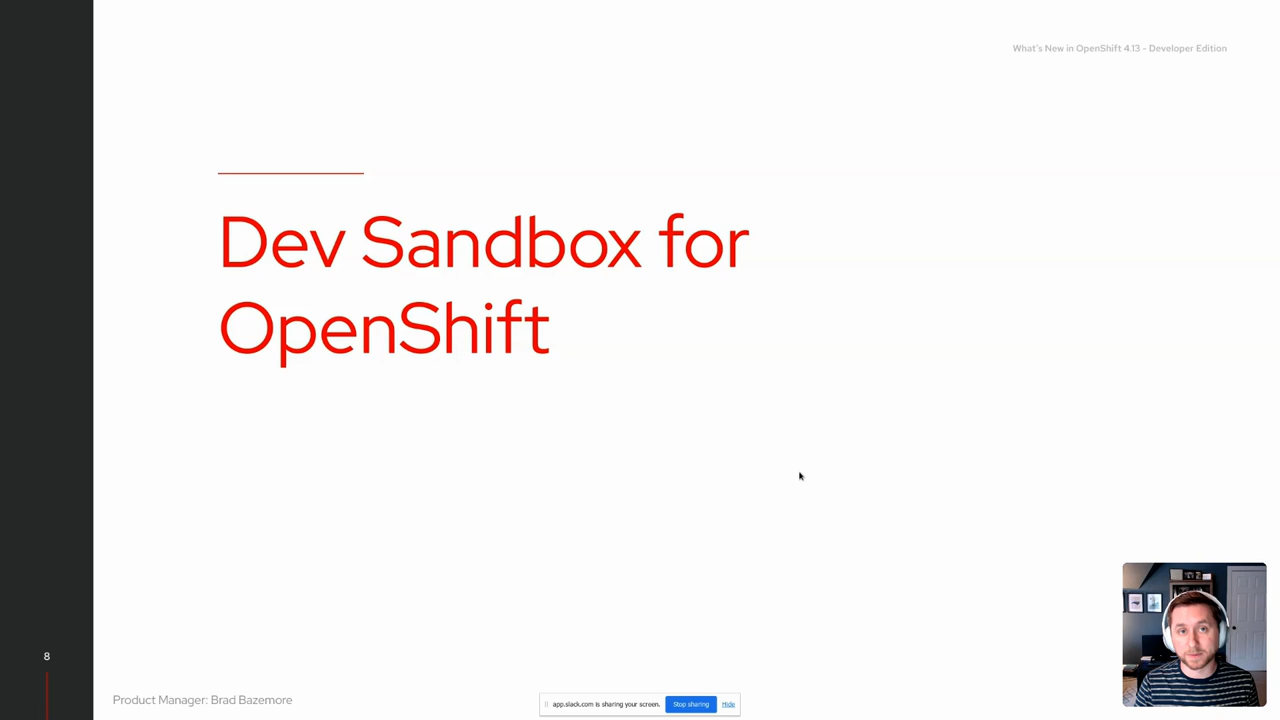 What's New in OpenShift 4.13 - Developer Edition
Dev Sandbox for
OpenShift
8
Product Manager: Brad Bazemore
app.slack.com is sharing your screen.
Stop sharing
Hide